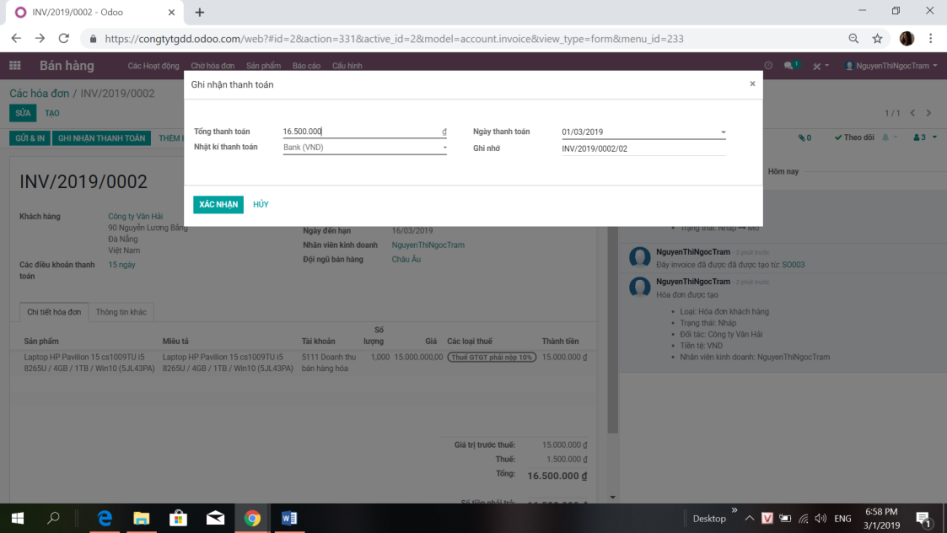 INV/2019/0002 - Odoo
https://congtytgdd.odoo.com/web?#id=2&action=331&active_id=2&model=account.invoice&view_type=form&menu_id=233
Bán hàng Các Hoạt động Chờ hóa đơn Sản phẩm Báo cáo Cấu hình 1 NguyenThiNgocTram
Các hóa đơn / INV/2019/0002
SỬA TẠO 1 / 1
GỬI & IN GHI NHẬN THANH TOÁN THÊM 0 Theo dõi 3
Ghi nhận thanh toán
Tổng thanh toán 16.500.000 ₫ Ngày thanh toán 01/03/2019
Nhật kí thanh toán Bank (VND) Ghi nhớ INV/2019/0002/02
XÁC NHẬN HỦY
Hôm nay
INV/2019/0002
Khách hàng Công ty Văn Hải
90 Nguyễn Lương Bằng
Đà Nẵng
Việt Nam
Các điều khoản thanh toán 15 ngày
Ngày đến hạn 16/03/2019
Nhân viên kinh doanh NguyenThiNgocTram
Đội ngũ bán hàng Châu Âu
Trạng thái: Nháp → Mở
NguyenThiNgocTram - 2 phút trước
Đây invoice đã được đã được tạo từ: SO003
NguyenThiNgocTram - 2 phút trước
Hóa đơn được tạo
• Loại: Hóa đơn khách hàng
• Trạng thái: Nháp
• Đối tác: Công ty Văn Hải
• Tiền tệ: VND
• Nhân viên kinh doanh: NguyenThiNgocTram
Chi tiết hóa đơn Thông tin khác
Sản phẩm Miêu tả Tài khoản Số lượng Giá Các loại thuế Thành tiền
Laptop HP Pavilion 15 cs1009TU i5 Laptop HP Pavilion 15 cs1009TU i5 5111 Doanh thu 1,000 15.000.000,00 Thuế GTGT phải nộp 10% 15.000.000 ₫
8265U / 4GB / 1TB / Win10 (5JL43PA) 8265U / 4GB / 1TB / Win10 (5JL43PA) bán hàng hóa
Giá trị trước thuế: 15.000.000 ₫
Thuế: 1.500.000 ₫
Tổng: 16.500.000 ₫
Số tiền phải trả:
Desktop ENG 6:58 PM
3/1/2019
1